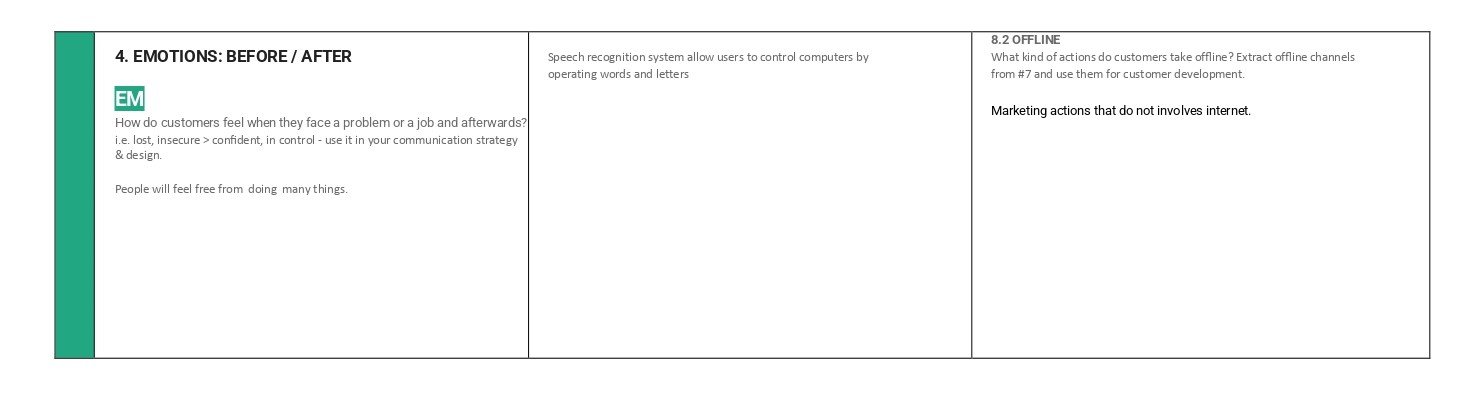 4. EMOTIONS: BEFORE / AFTER
EM
How do customers feel when they face a problem or a job and afterwards?
i.e. lost, insecure > confident, in control - use it in your communication strategy
& design.
People will feel free from  doing  many things.
Speech recognition system allow users to control computers by
operating words and letters
8.2 OFFLINE
What kind of actions do customers take offline? Extract offline channels
from #7 and use them for customer development.
Marketing actions that do not involves internet.